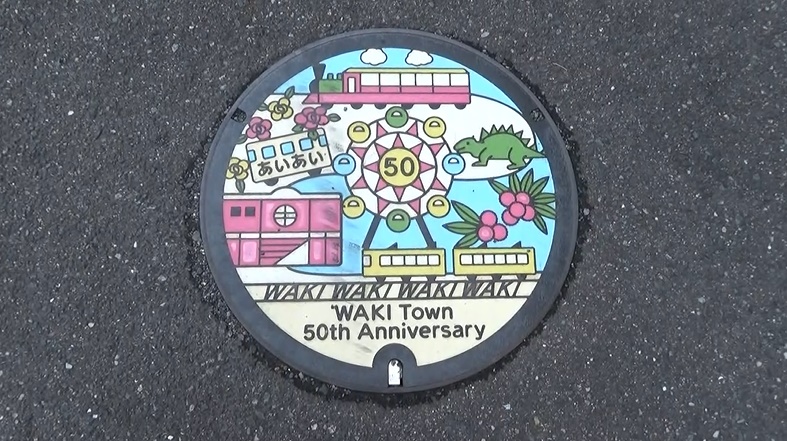 50
あいあい
WAKI WAKI WAKI WAKI
'WAKI Town
50th Anniversary